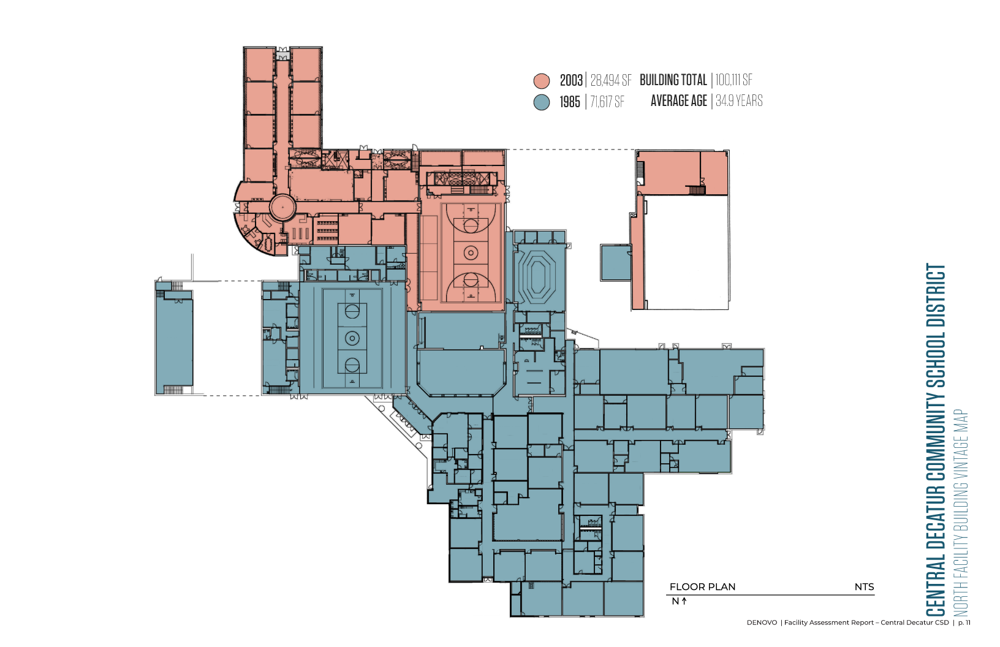 2003 | 28,494 SF BUILDING TOTAL | 100,111 SF
1985 | 71,617 SF AVERAGE AGE | 34.9 YEARS
CENTRAL DECATUR COMMUNITY SCHOOL DISTRICT
NORTH FACILITY BUILDING VINTAGE MAP
FLOOR PLAN NTS
N ↑
DENOVO | Facility Assessment Report – Central Decatur CSD | p. 11